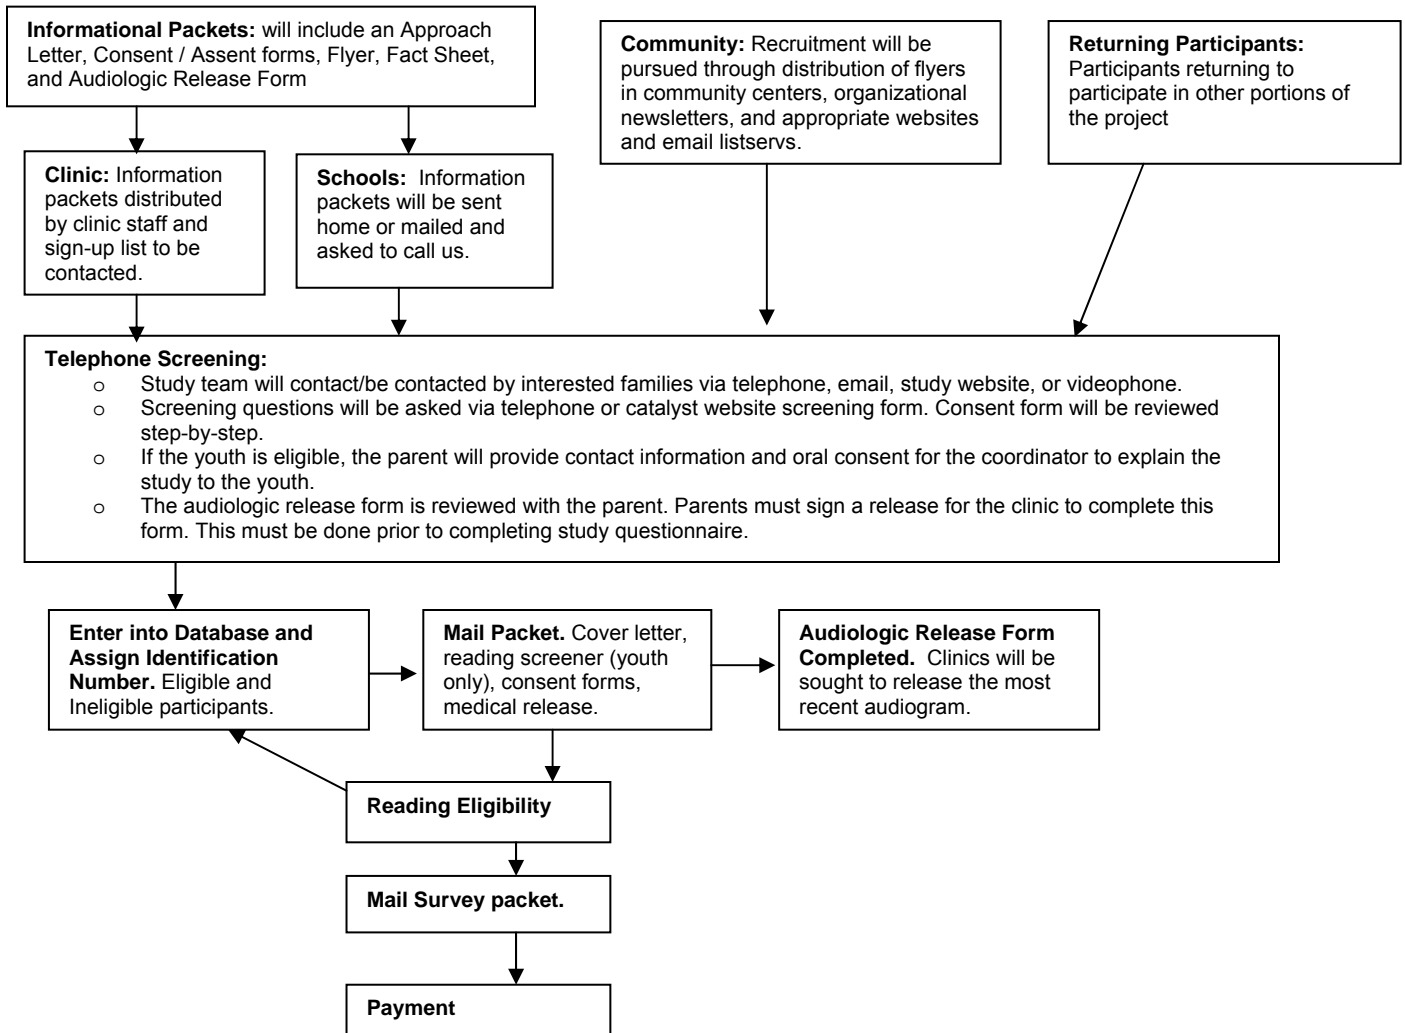 Informational Packets: will include an Approach
Letter, Consent / Assent forms, Flyer, Fact Sheet,
and Audiologic Release Form
Community: Recruitment will be
pursued through distribution of flyers
in community centers, organizational
newsletters, and appropriate websites
and email listservs.
Returning Participants:
Participants returning to
participate in other portions of
the project
Clinic: Information
packets distributed
by clinic staff and
sign-up list to be
contacted.
Schools: Information
packets will be sent
home or mailed and
asked to call us.
Telephone Screening:
o Study team will contact/be contacted by interested families via telephone, email, study website, or videophone.
o Screening questions will be asked via telephone or catalyst website screening form. Consent form will be reviewed
step-by-step.
o If the youth is eligible, the parent will provide contact information and oral consent for the coordinator to explain the
study to the youth.
o The audiologic release form is reviewed with the parent. Parents must sign a release for the clinic to complete this
form. This must be done prior to completing study questionnaire.
Enter into Database and
Assign Identification
Number. Eligible and
Ineligible participants.
Mail Packet. Cover letter,
reading screener (youth
only), consent forms,
medical release.
Audiologic Release Form
Completed. Clinics will be
sought to release the most
recent audiogram.
Reading Eligibility
Mail Survey packet.
Payment